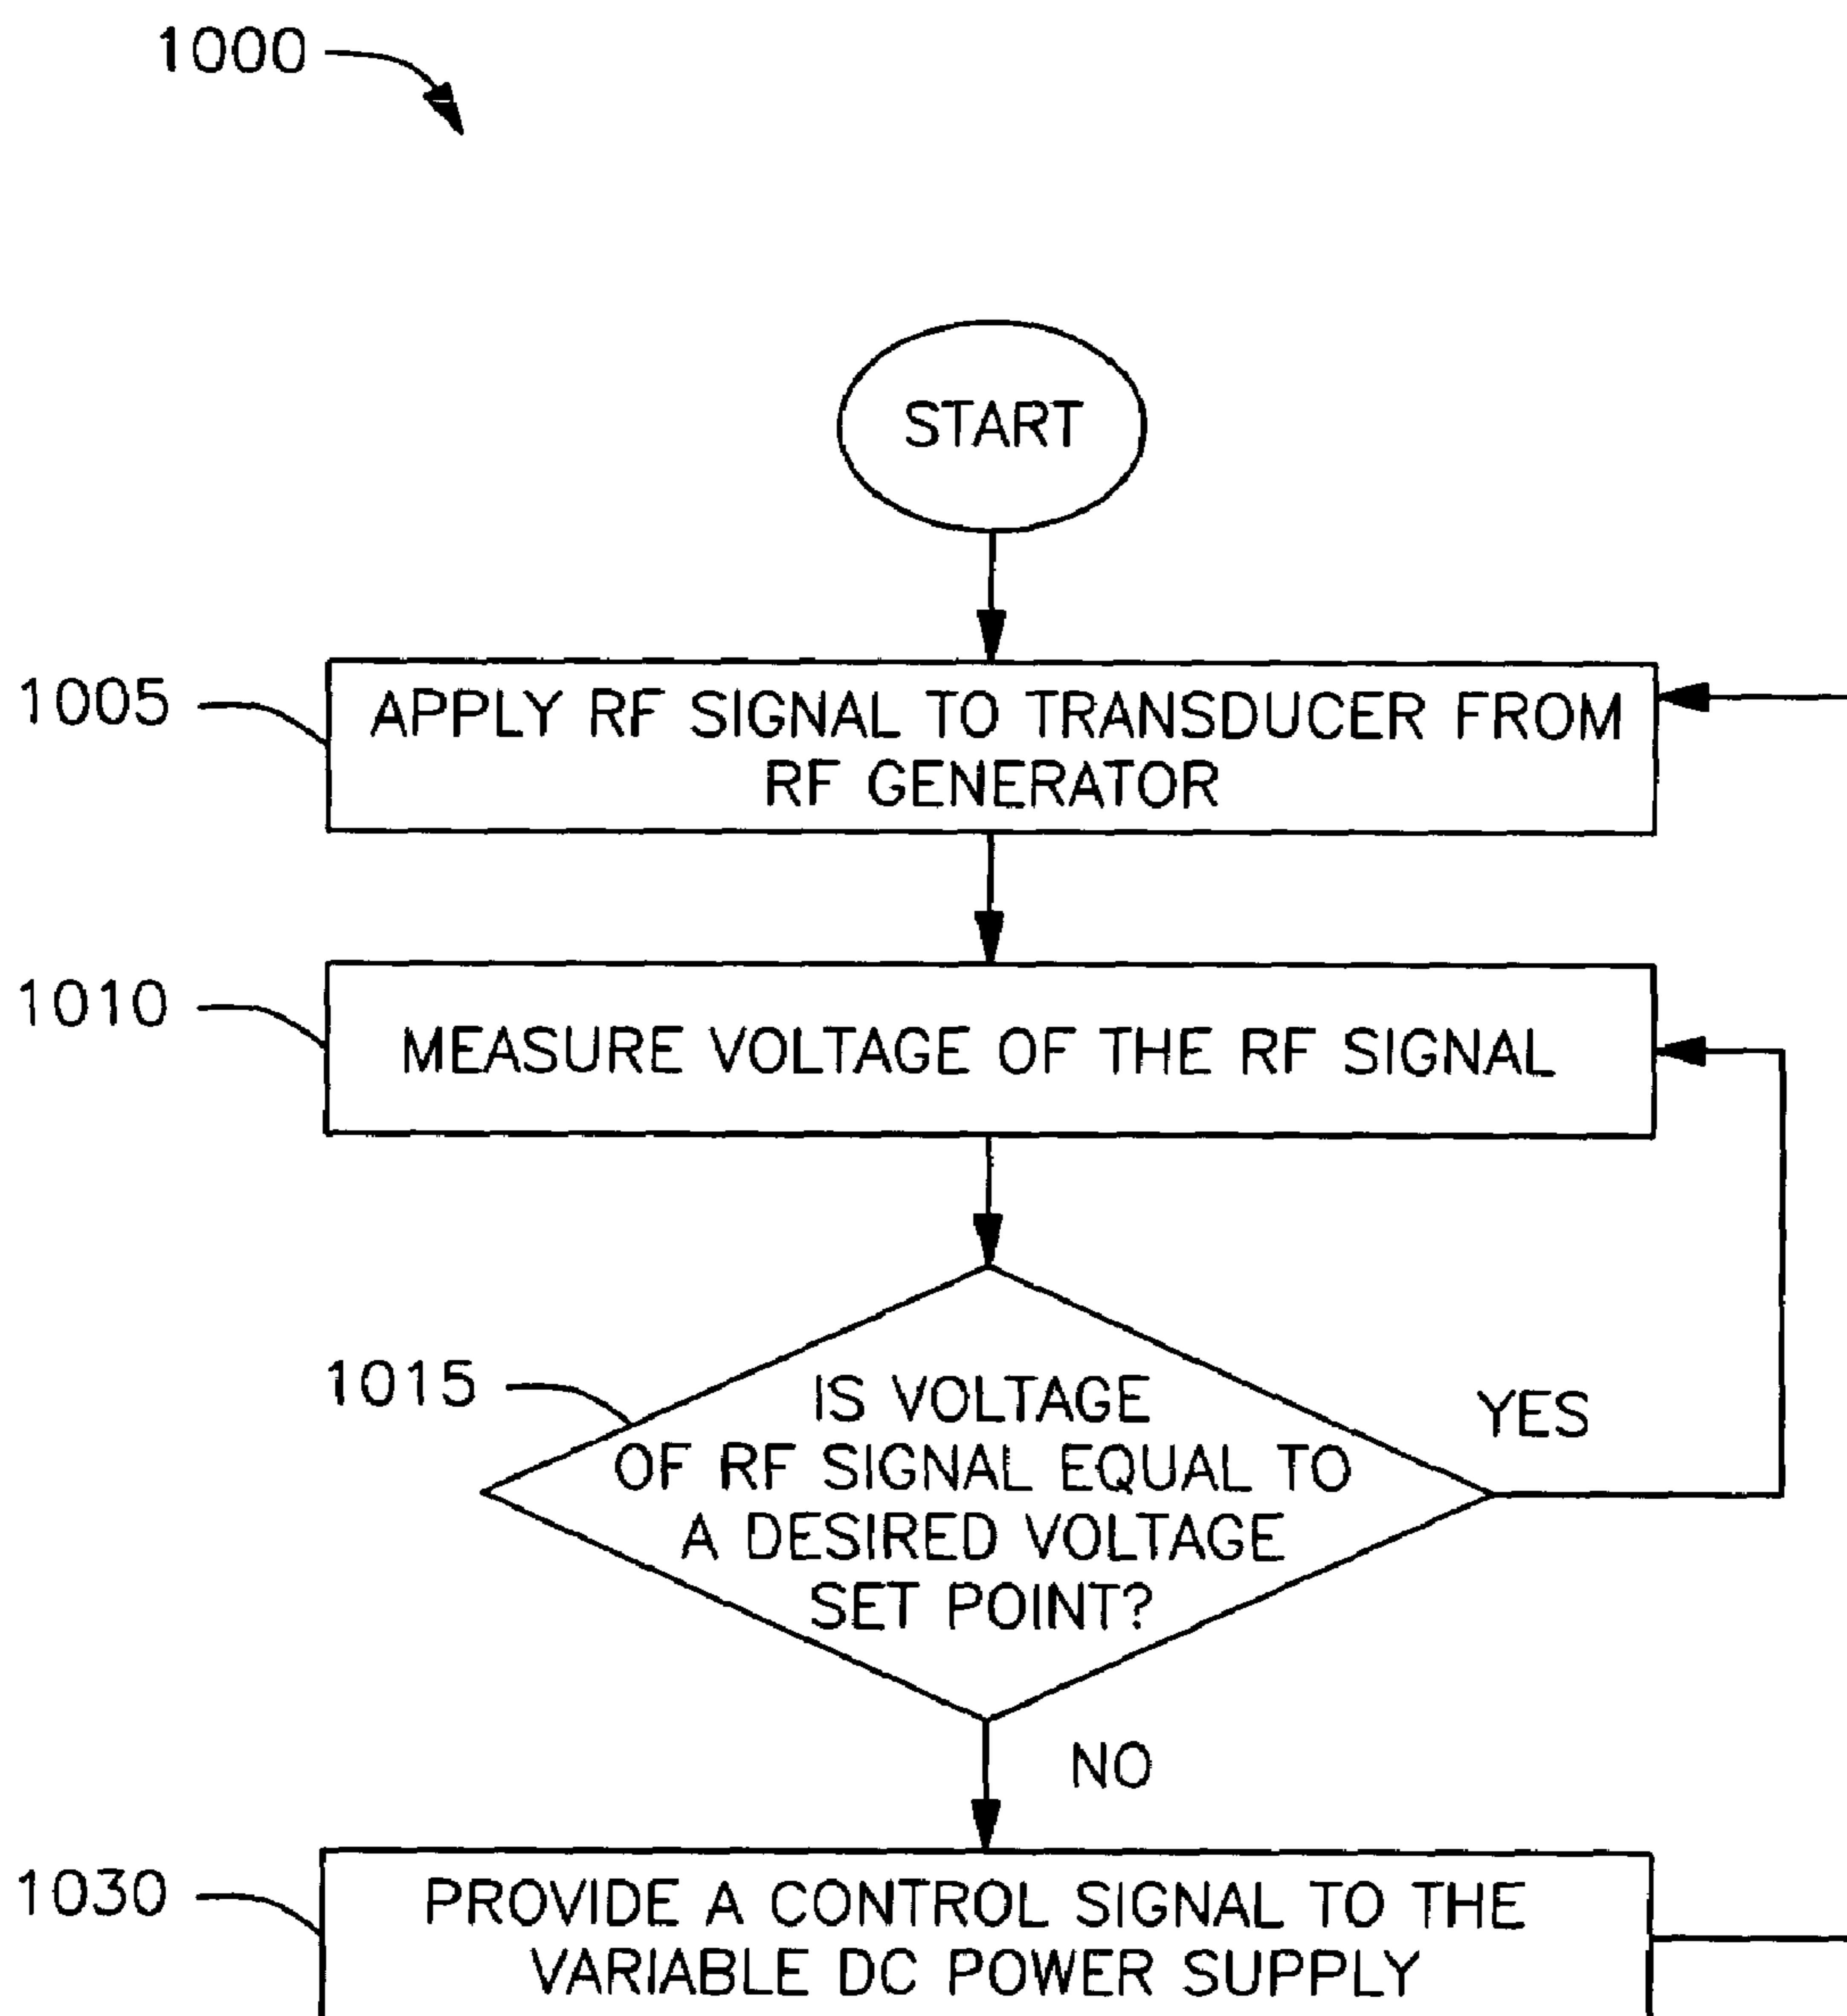 1000
START
1005
APPLY RF SIGNAL TO TRANSDUCER FROM
RF GENERATOR
1010
MEASURE VOLTAGE OF THE RF SIGNAL
1015
IS VOLTAGE
OF RF SIGNAL EQUAL TO
A DESIRED VOLTAGE
SET POINT?
YES
NO
1030
PROVIDE A CONTROL SIGNAL TO THE
VARIABLE DC POWER SUPPLY